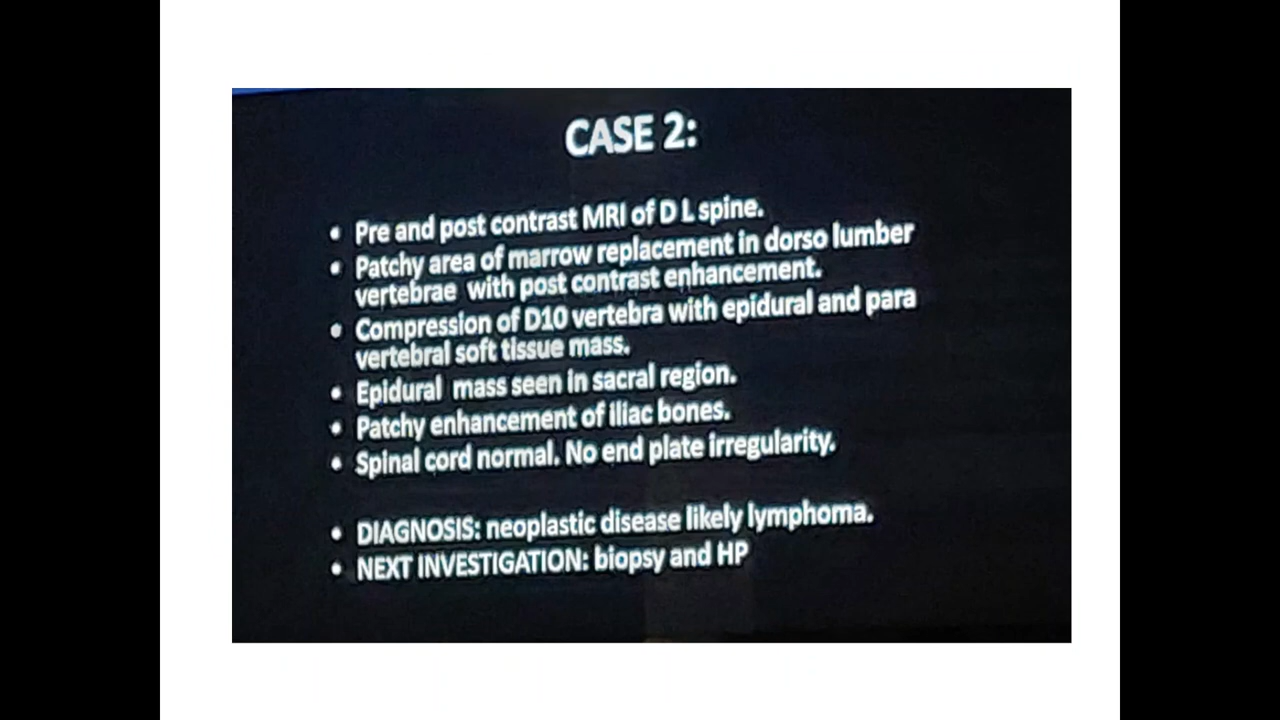 CASE 2:
• Pre and post contrast MRI of D L spine.
• Patchy area of marrow replacement in dorso lumber
vertebrae with post contrast enhancement.
• Compression of D10 vertebra with epidural and para
vertebral soft tissue mass.
• Epidural mass seen in sacral region.
• Patchy enhancement of iliac bones.
• Spinal cord normal. No end plate irregularity.
• DIAGNOSIS: neoplastic disease likely lymphoma.
• NEXT INVESTIGATION: biopsy and HP